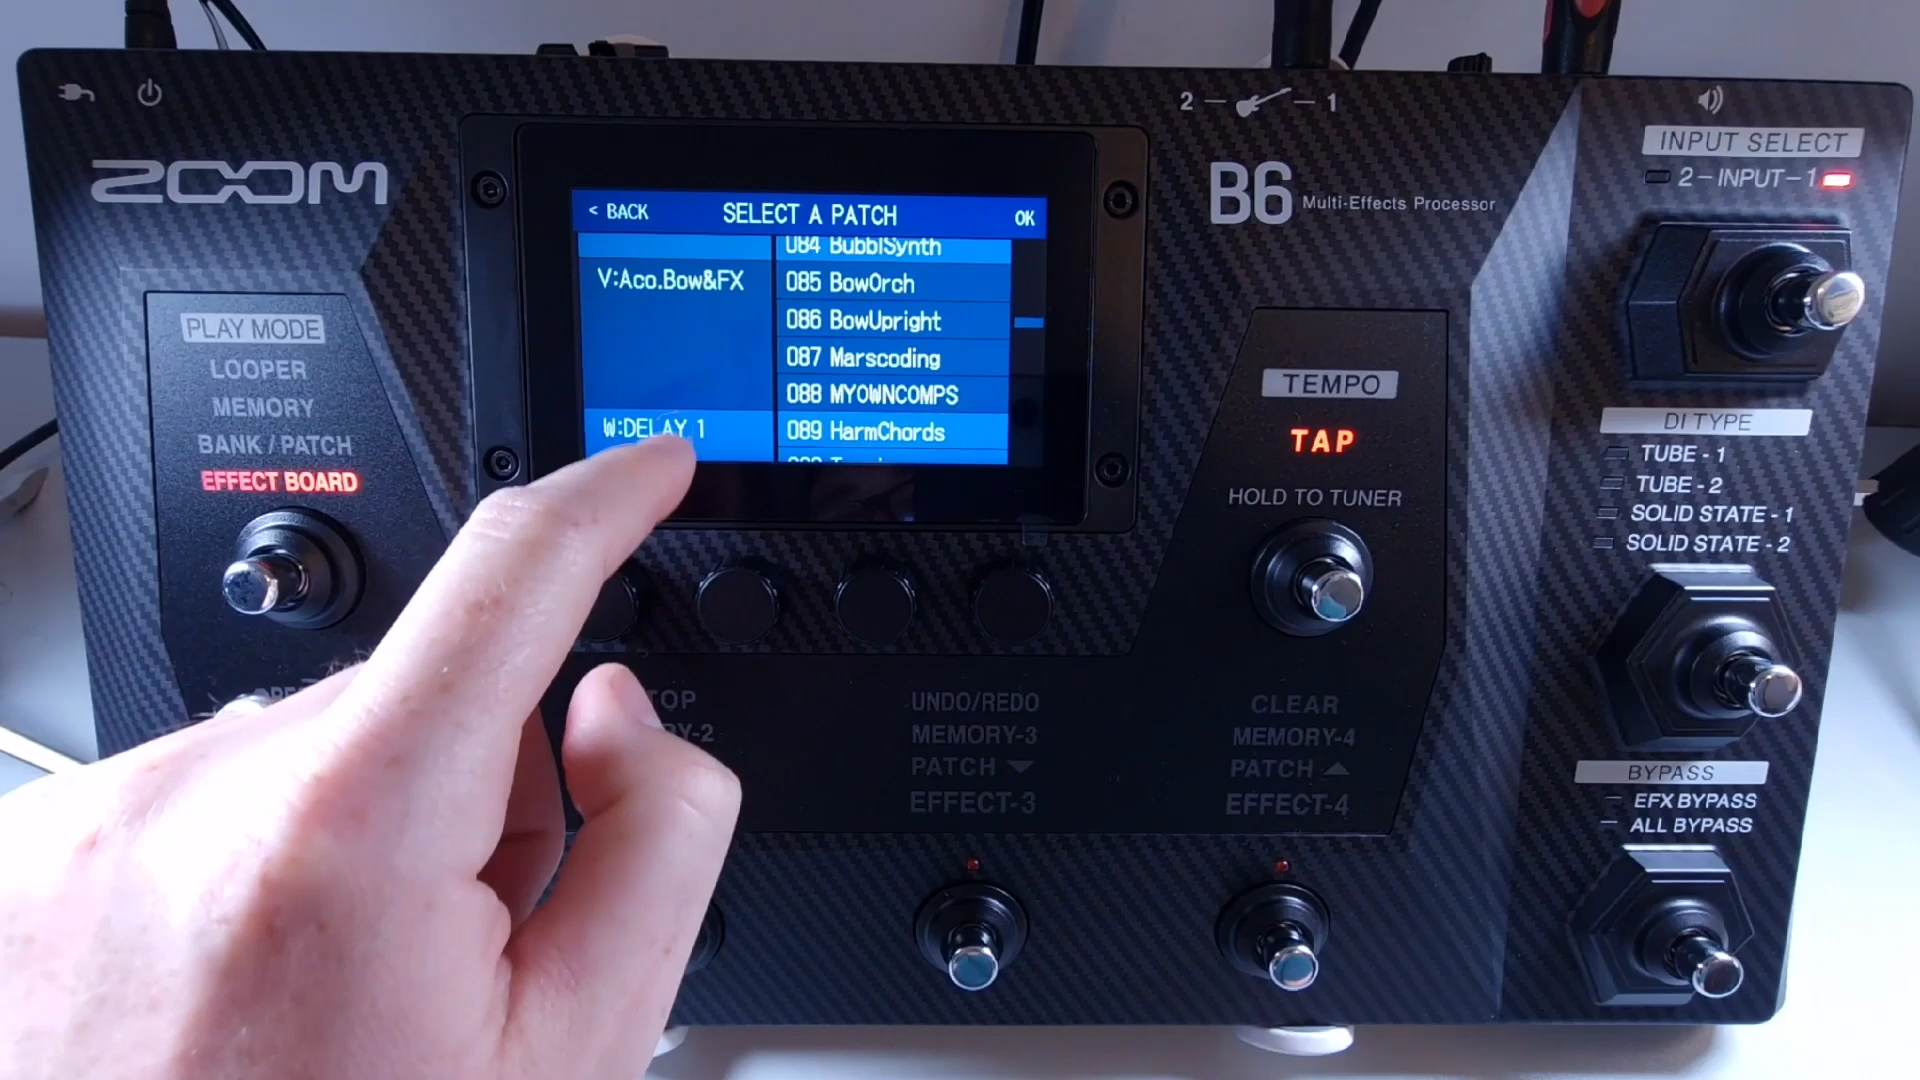 2 1
INPUT SELECT
2-INPUT-1
ZOOM
B6 Multi-Effects Processor
< BACK SELECT A PATCH OK
084 BubblSynth
V:Aco.Bow&FX 085 BowOrch
086 BowUpright
087 Marscoding
088 MYOWNCOMPS
W:DELAY 1 089 HarmChords
PLAY MODE
LOOPER
MEMORY
BANK / PATCH
EFFECT BOARD
TEMPO
TAP
HOLD TO TUNER
DI TYPE
TUBE - 1
TUBE - 2
SOLID STATE - 1
SOLID STATE - 2
UNDO/REDO
MEMORY-3
PATCH ▼
EFFECT-3
CLEAR
MEMORY-4
PATCH ▲
EFFECT-4
BYPASS
EFX BYPASS
ALL BYPASS